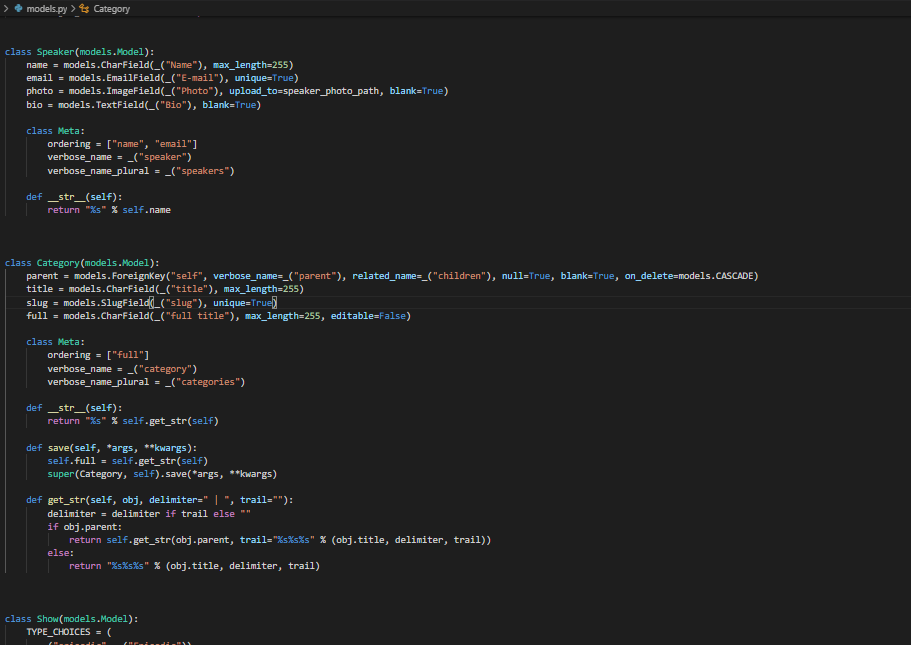 models.py > Category
class Speaker(models.Model):
    name = models.CharField(_("Name"), max_length=255)
    email = models.EmailField(_("E-mail"), unique=True)
    photo = models.ImageField(_("Photo"), upload_to=speaker_photo_path, blank=True)
    bio = models.TextField(_("Bio"), blank=True)
    class Meta:
        ordering = ["name", "email"]
        verbose_name = _("speaker")
        verbose_name_plural = _("speakers")
    def __str__(self):
        return "%s" % self.name
class Category(models.Model):
    parent = models.ForeignKey("self", verbose_name=_("parent"), related_name=_("children"), null=True, blank=True, on_delete=models.CASCADE)
    title = models.CharField(_("title"), max_length=255)
    slug = models.SlugField(_("slug"), unique=True)
    full = models.CharField(_("full title"), max_length=255, editable=False)
    class Meta:
        ordering = ["full"]
        verbose_name = _("category")
        verbose_name_plural = _("categories")
    def __str__(self):
        return "%s" % self.get_str(self)
    def save(self, *args, **kwargs):
        self.full = self.get_str(self)
        super(Category, self).save(*args, **kwargs)
    def get_str(self, obj, delimiter=" | ", trail=""):
        delimiter = delimiter if trail else ""
        if obj.parent:
            return self.get_str(obj.parent, trail="%s%s%s" % (obj.title, delimiter, trail))
        else:
            return "%s%s%s" % (obj.title, delimiter, trail)
class Show(models.Model):
    TYPE_CHOICES = (